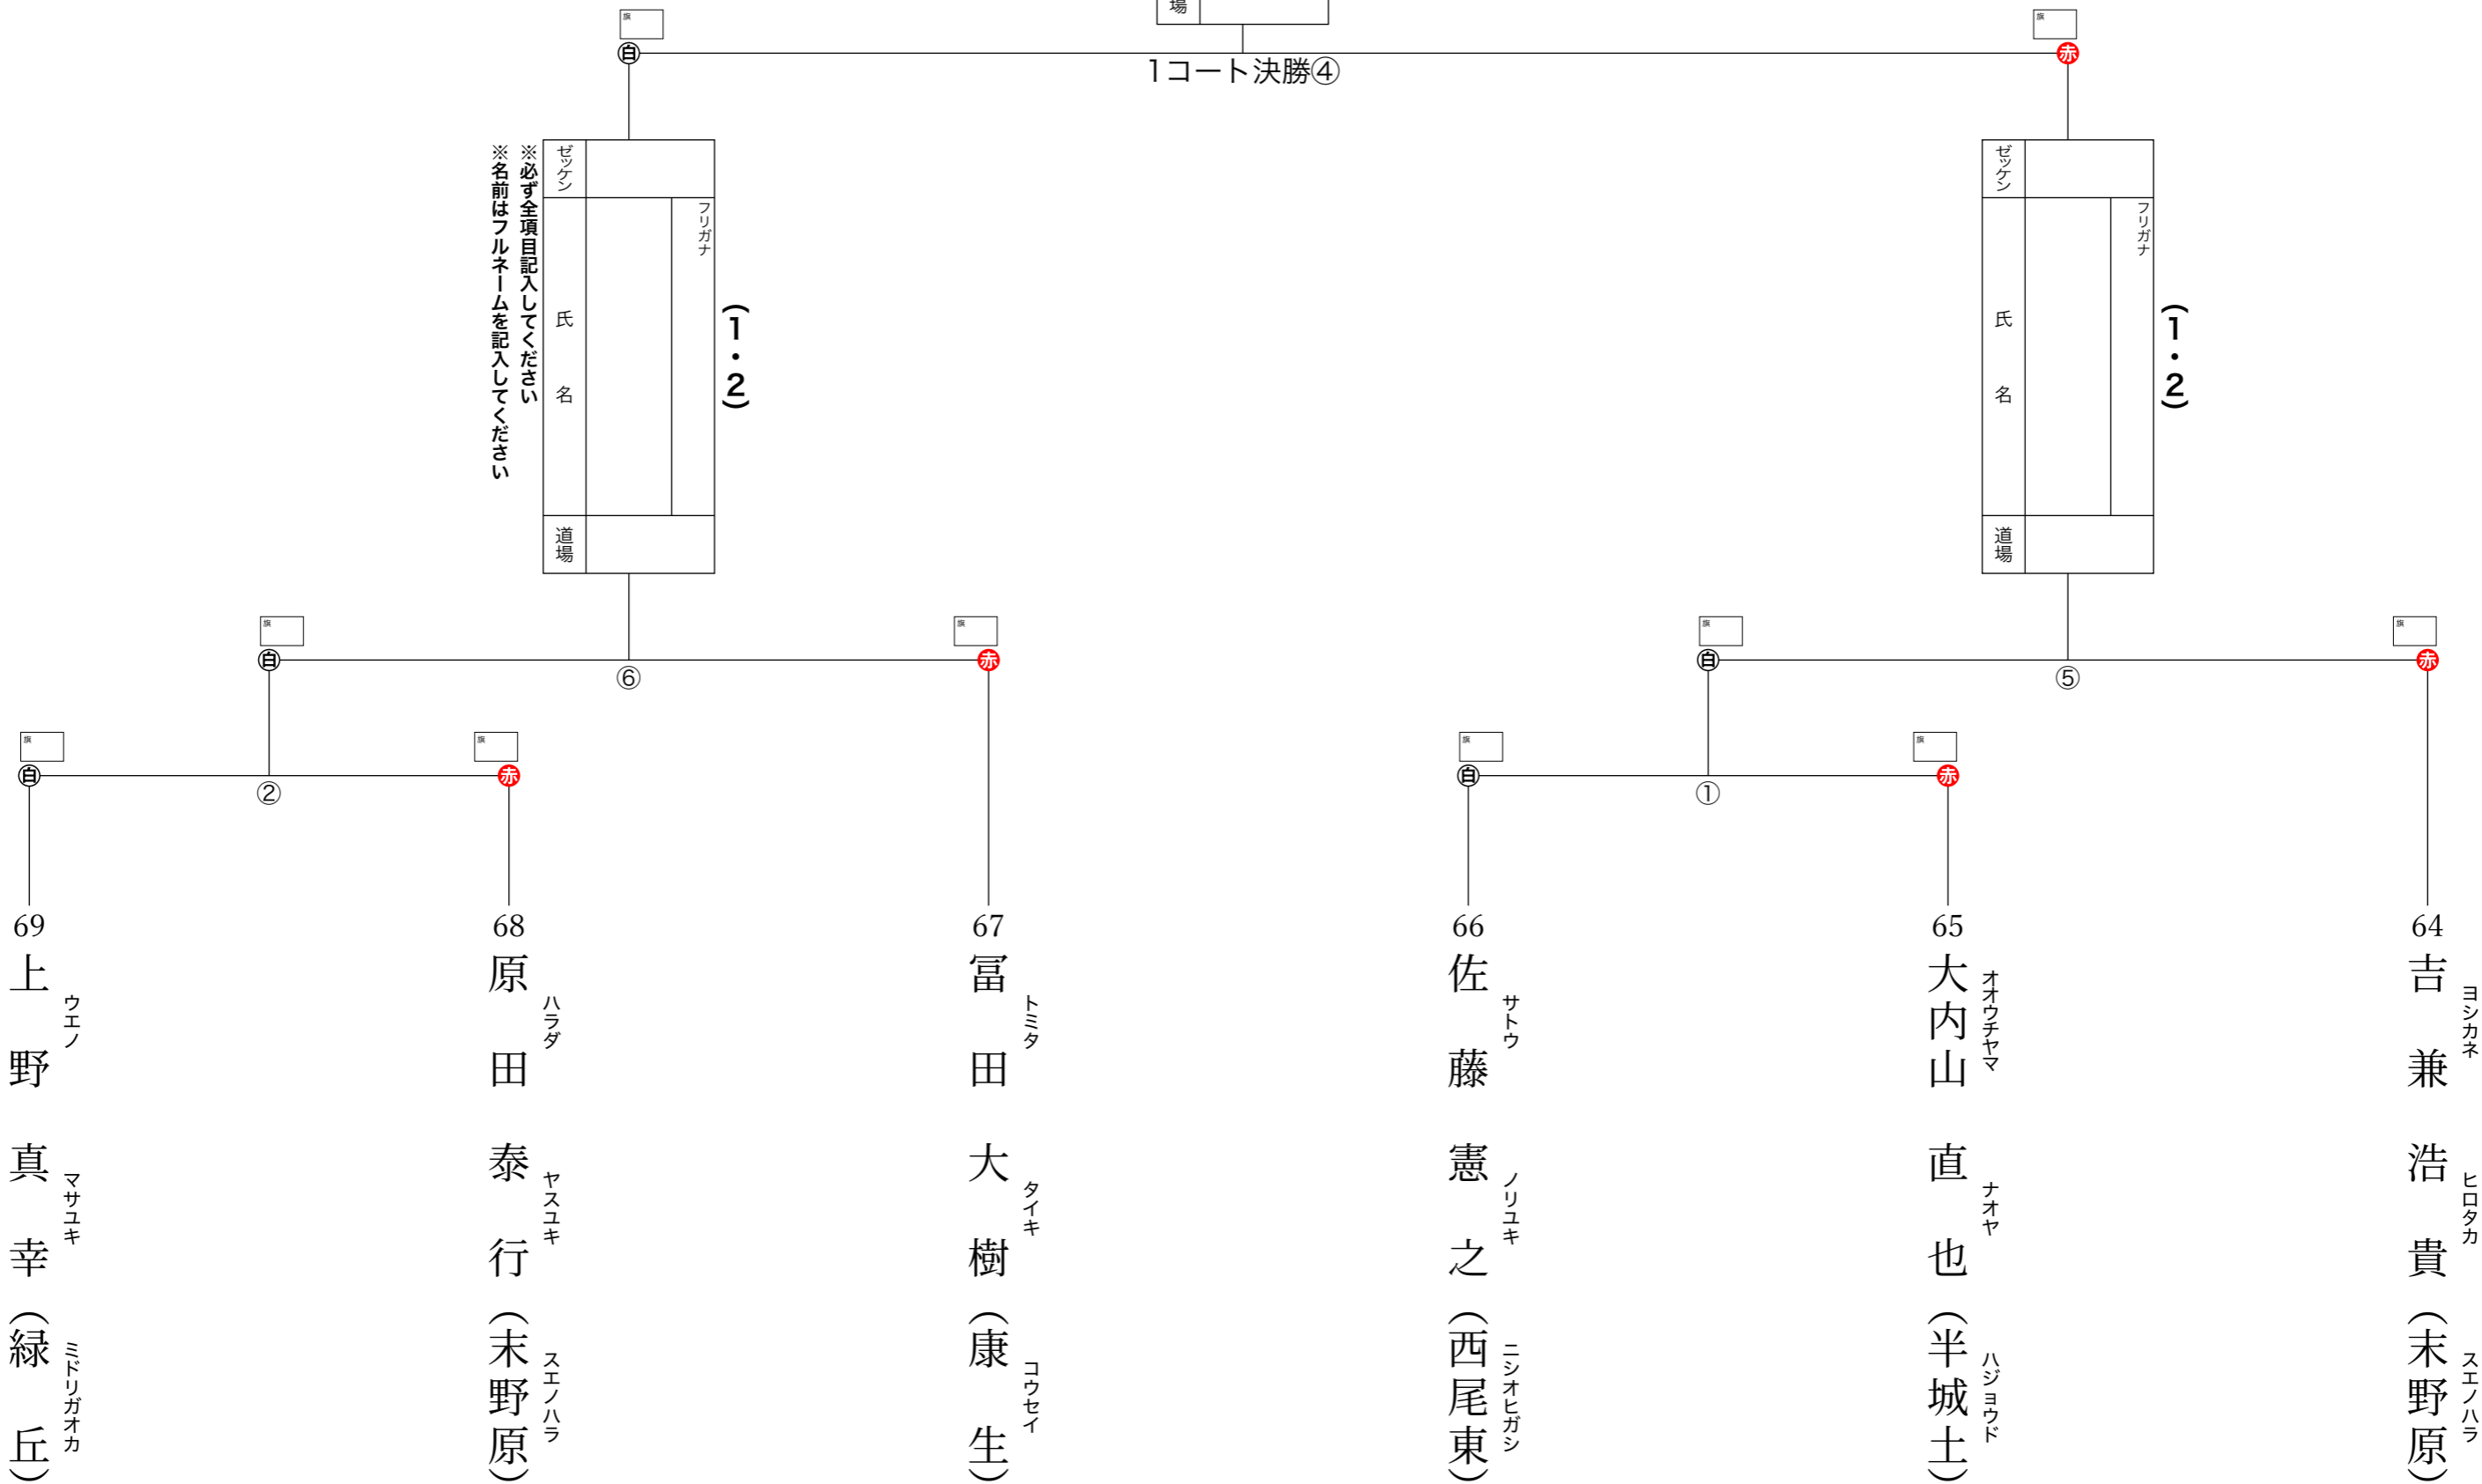 場
旗
旗
白
赤
1コート決勝④
ゼッケン
フリガナ
氏名
道場
(1・2)
ゼッケン
フリガナ
氏名
道場
(1・2)
※必ず全項目記入してください
※名前はフルネームを記入してください
旗
旗
旗
旗
白
赤
白
赤
⑥
⑤
旗
旗
旗
旗
白
赤
白
赤
②
①
64
吉兼 浩貴 (末野原)
ヨシカネ ヒロタカ スエノハラ
65
大内山 直也 (半城土)
オオウチヤマ ナオヤ ハジョウド
66
佐藤 憲之 (西尾東)
サトウ ノリユキ ニシオヒガシ
67
冨田 大樹 (康生)
トミタ タイキ コウセイ
68
原田 泰行 (末野原)
ハラダ ヤスユキ スエノハラ
69
上野 真幸 (緑丘)
ウエノ マサユキ ミドリガオカ